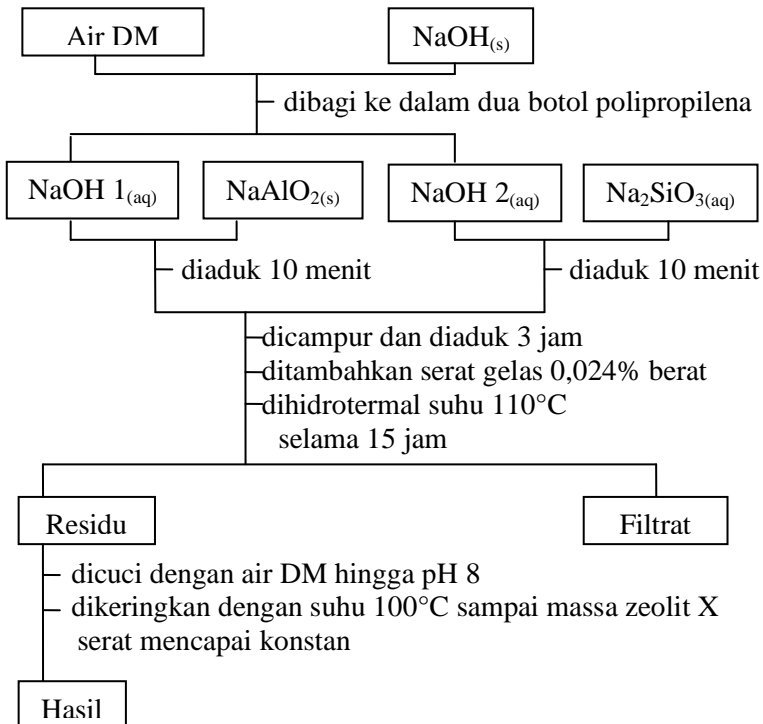 Air DM
NaOH(s)
dibagi ke dalam dua botol polipropilena
NaOH 1(aq)
NaAlO2(s)
NaOH 2(aq)
Na2SiO3(aq)
diaduk 10 menit
diaduk 10 menit
dicampur dan diaduk 3 jam
ditambahkan serat gelas 0,024% berat
dihidrotermal suhu 110°C
selama 15 jam
Residu
Filtrat
dicuci dengan air DM hingga pH 8
dikeringkan dengan suhu 100°C sampai massa zeolit X
serat mencapai konstan
Hasil